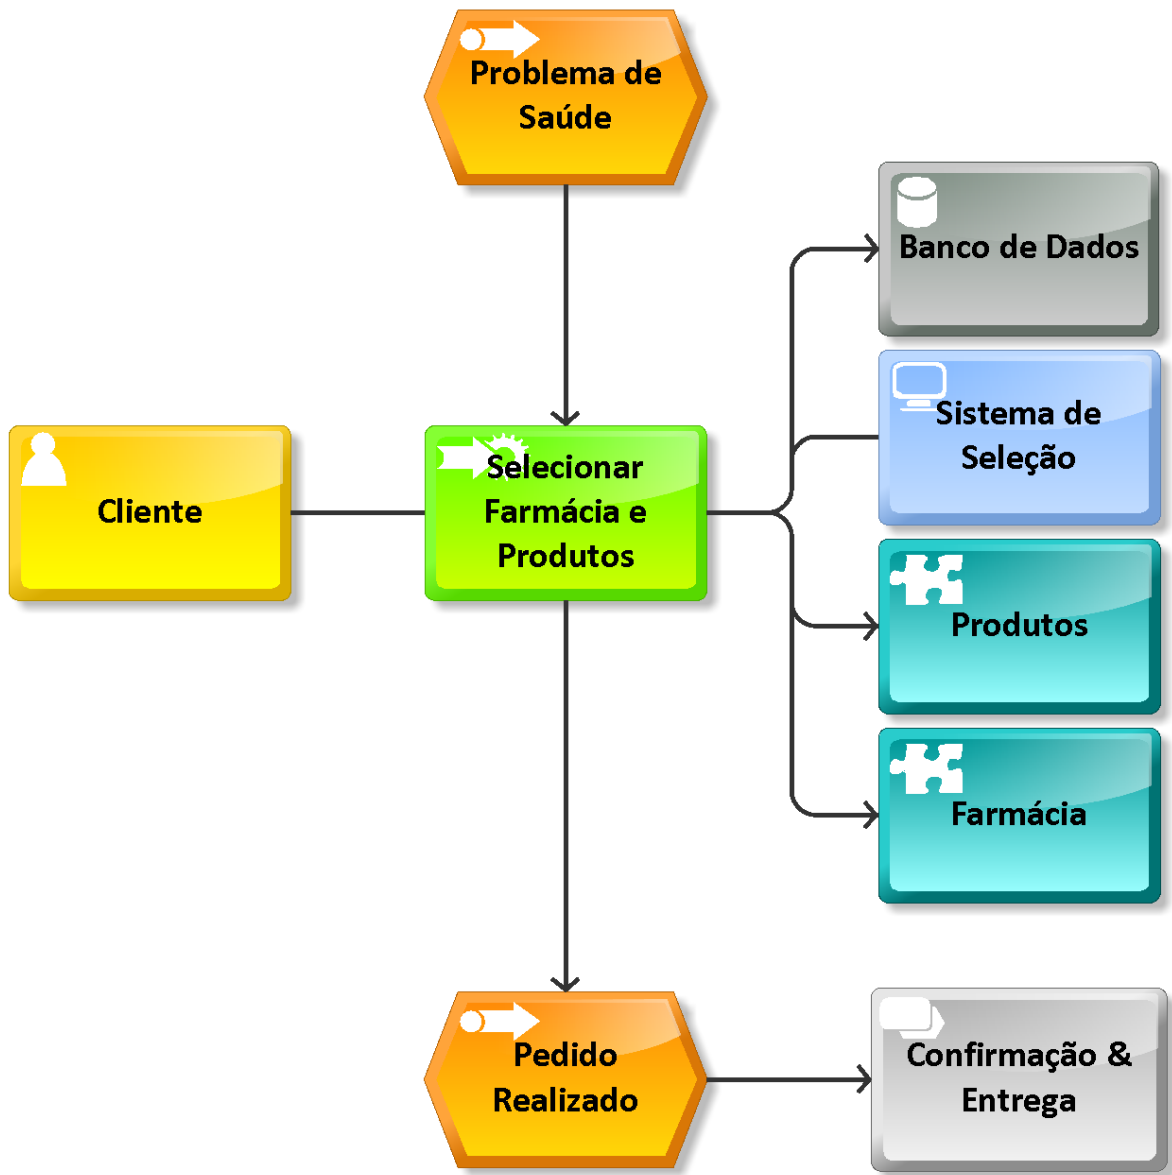 Problema de
Saúde
Banco de Dados
Sistema de
Seleção
Cliente
Selecionar
Farmácia e
Produtos
Produtos
Farmácia
Pedido
Realizado
Confirmação &
Entrega